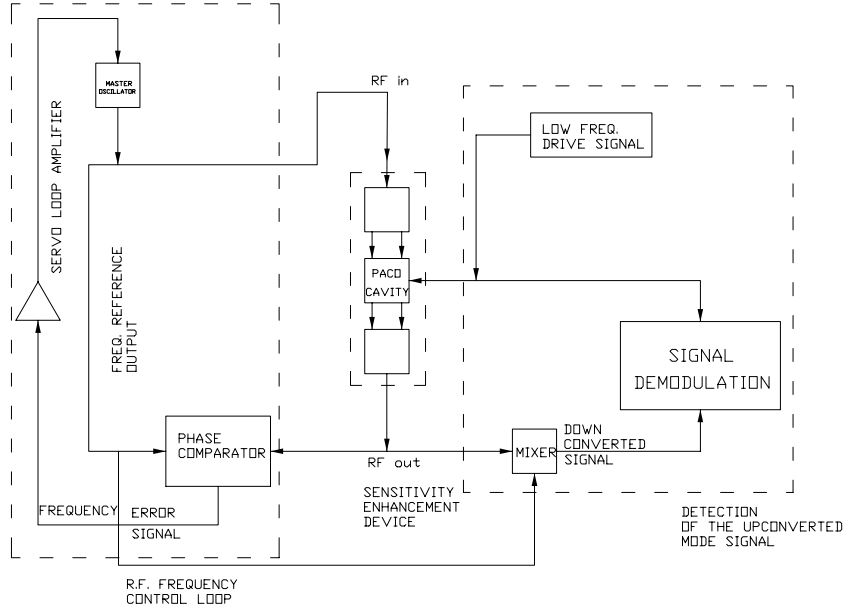 MASTER
OSCILLATOR
SERVO LOOP AMPLIFIER
FREQ. REFERENCE
OUTPUT
RF in
LOW FREQ.
DRIVE SIGNAL
PACO
CAVITY
SIGNAL
DEMODULATION
PHASE
COMPARATOR
RF out
MIXER
DOWN
CONVERTED
SIGNAL
SENSITIVITY
ENHANCEMENT
DEVICE
FREQUENCY ERROR
SIGNAL
DETECTION
OF THE UPCONVERTED
MODE SIGNAL
R.F. FREQUENCY
CONTROL LOOP